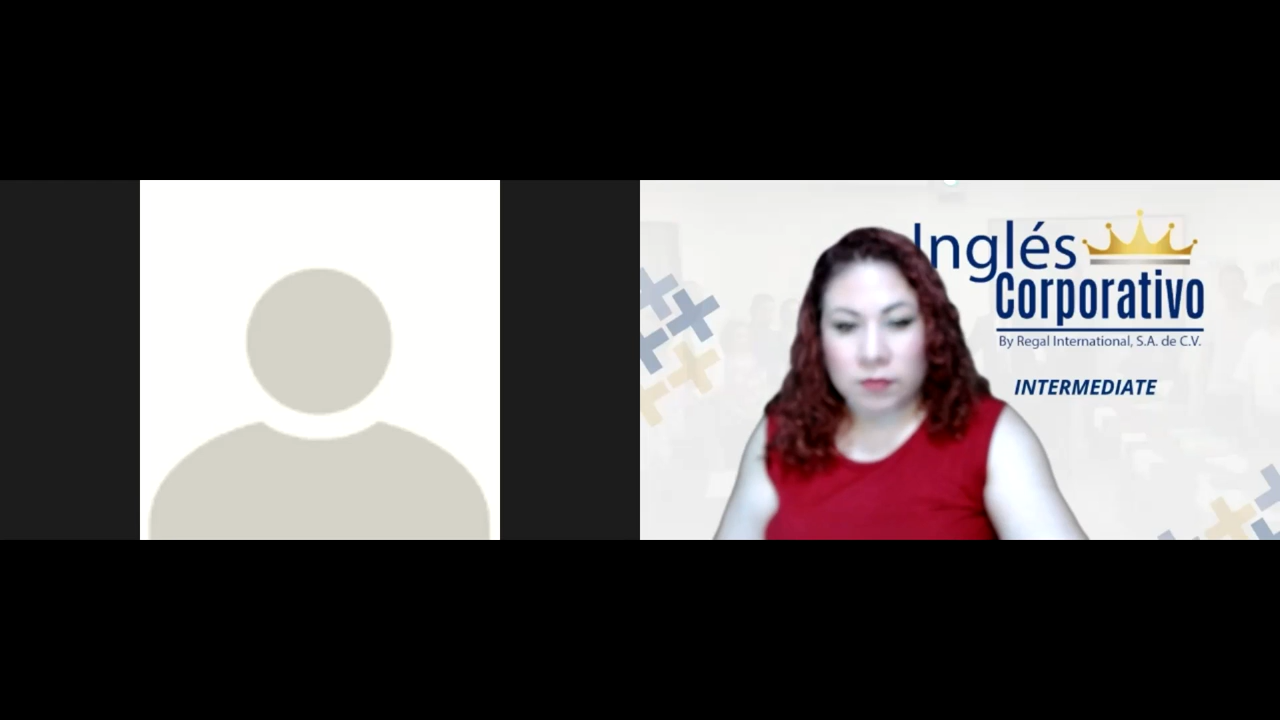 Inglés
Corporativo
By Regal International, S.A. de C.V.
INTERMEDIATE